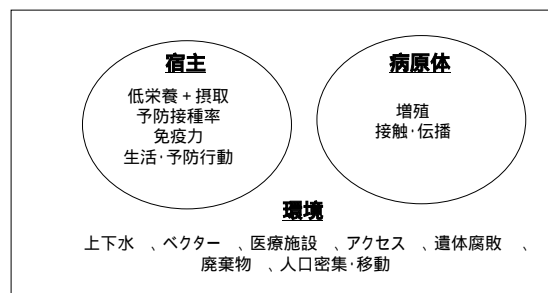 宿主
低栄養+摂取
予防接種率
免疫力
生活・予防行動
病原体
増殖
接触・伝播
環境
上下水 、ベクター 、医療施設 、アクセス 、遺体腐敗 、
廃棄物 、人口密集・移動